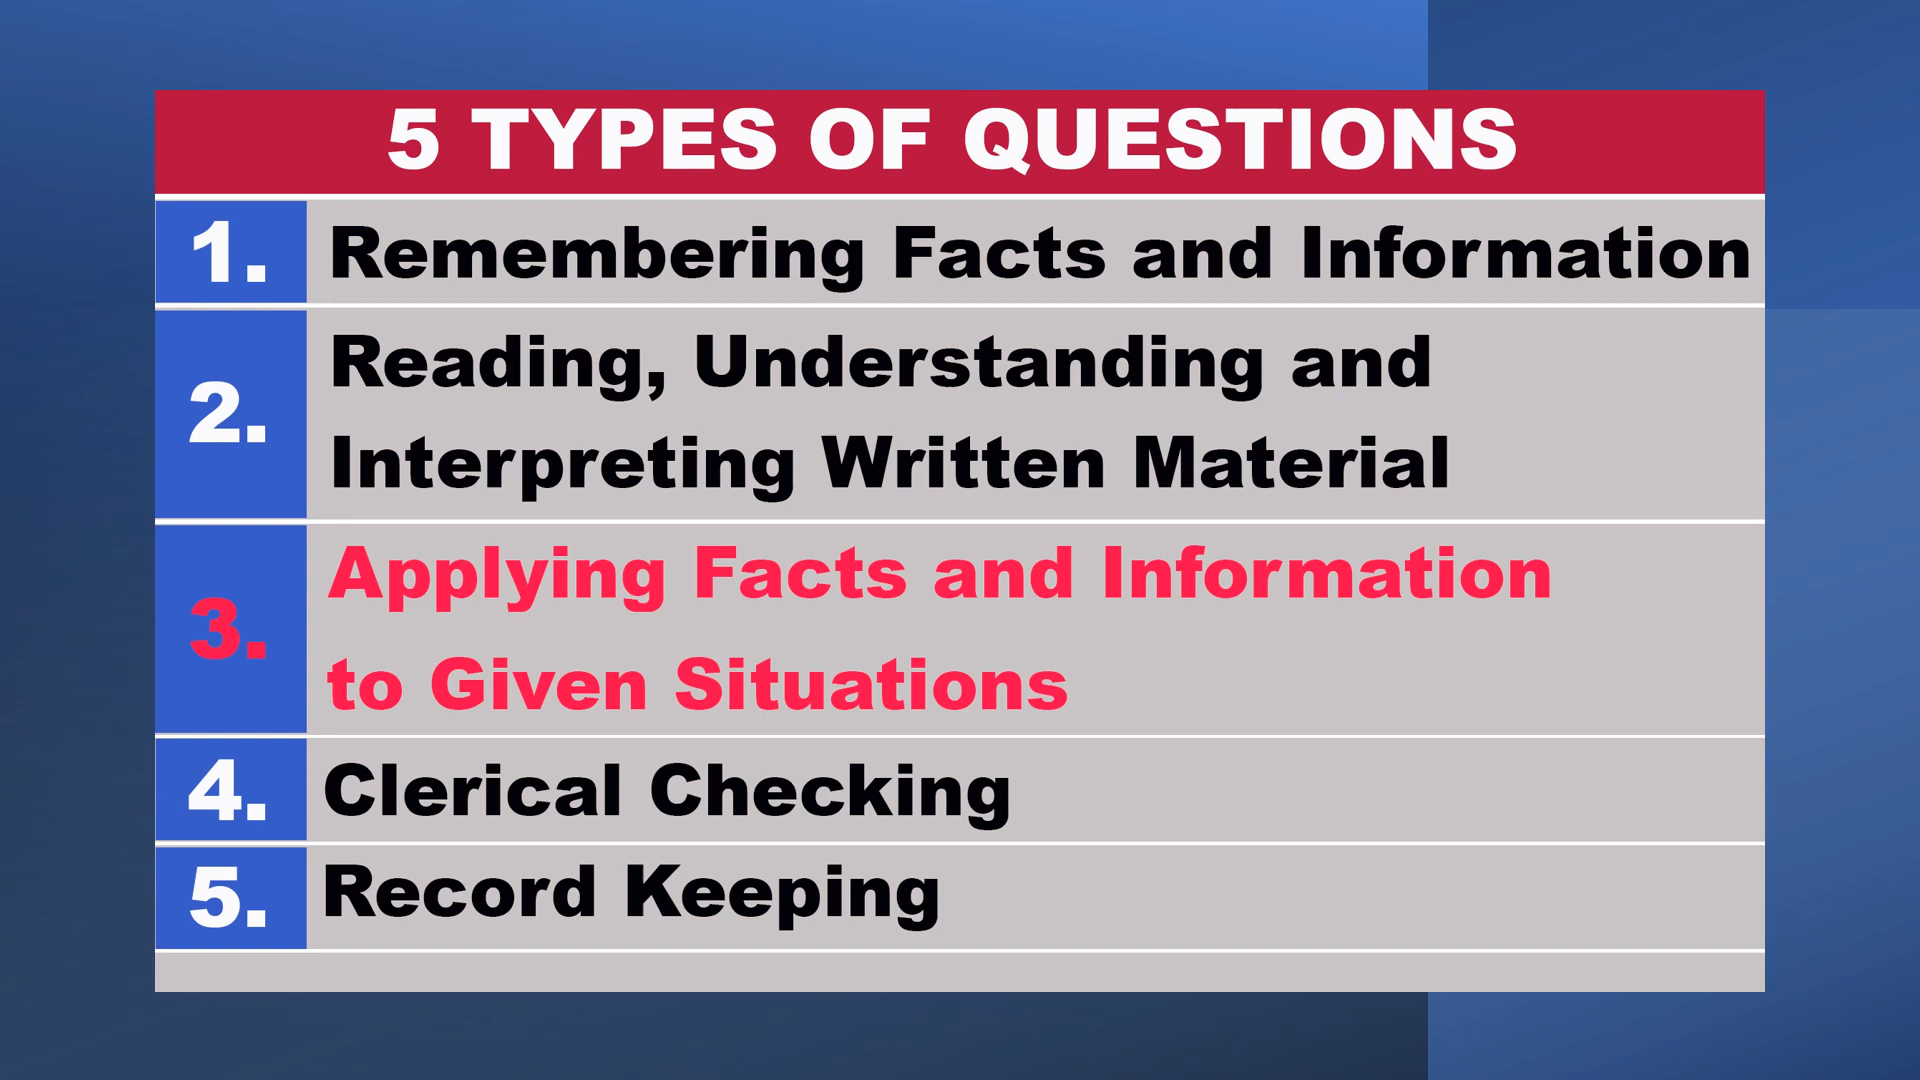 5 TYPES OF QUESTIONS
1. Remembering Facts and Information
2. Reading, Understanding and
Interpreting Written Material
3. Applying Facts and Information
to Given Situations
4. Clerical Checking
5. Record Keeping